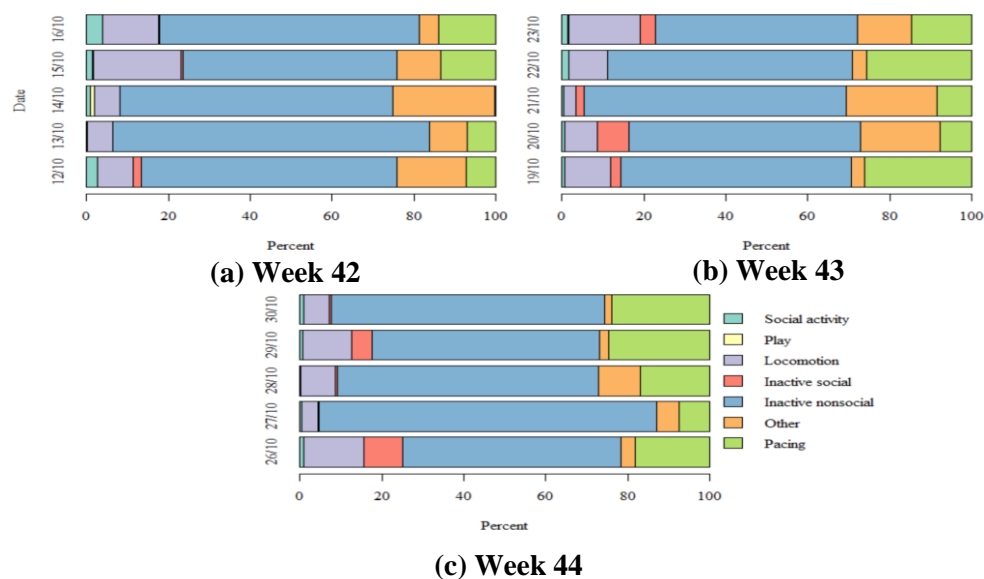 Date
16/10
15/10
14/10
13/10
12/10
0 20 40 60 80 100
Percent
(a) Week 42
23/10
22/10
21/10
20/10
19/10
0 20 40 60 80 100
Percent
(b) Week 43
30/10
29/10
28/10
27/10
26/10
0 20 40 60 80 100
Percent
Social activity
Play
Locomotion
Inactive social
Inactive nonsocial
Other
Pacing
(c) Week 44